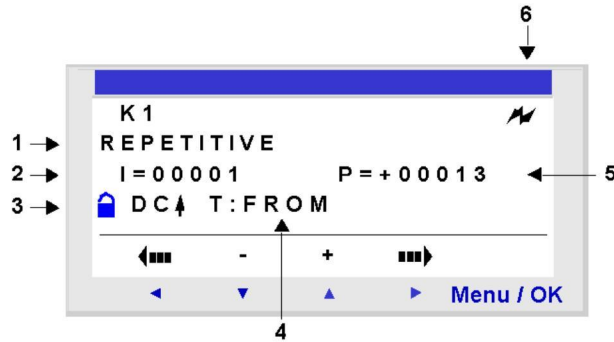 6
K1
1 REPETITIVE
2 I=00001 P=+00013 5
3 DC T:FROM
- +
Menu / OK
4